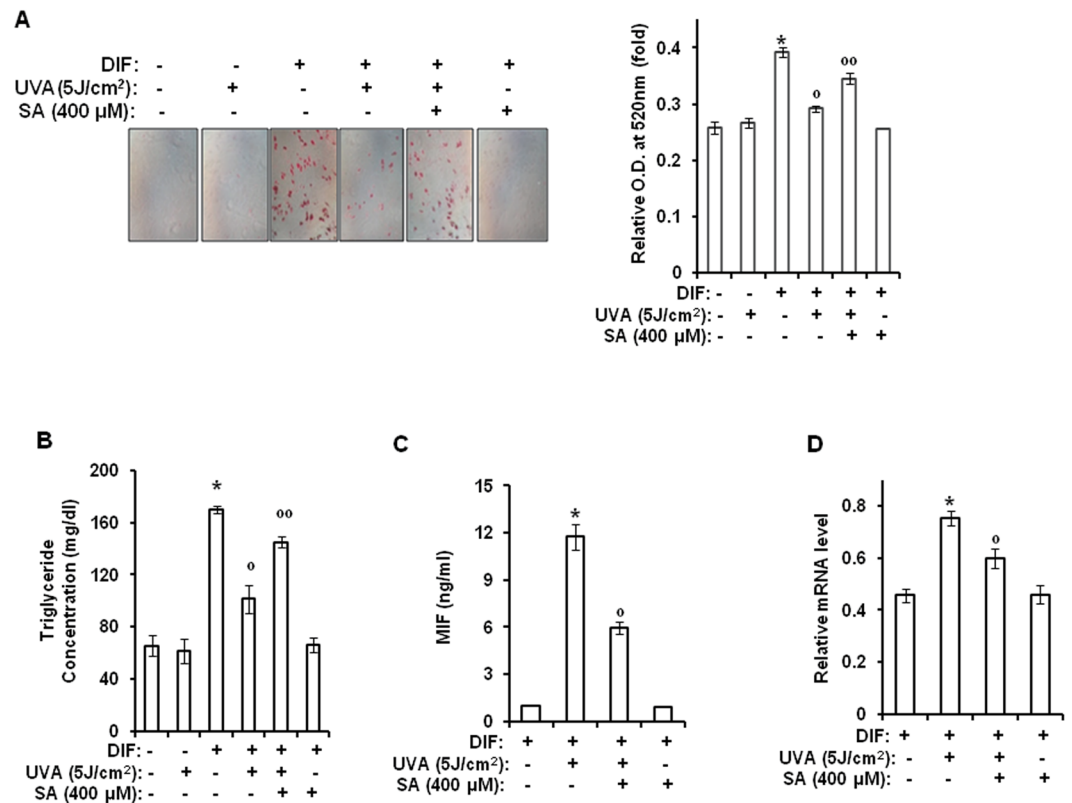 A
DIF: - - + + + +
UVA (5J/cm²): - + - + + -
SA (400 µM): - - - - + +
Relative O.D. at 520nm (fold)
0.4
0.3
0.2
0.1
0
*
o
oo
DIF: - - + + + +
UVA (5J/cm²): - + - + + -
SA (400 µM): - - - - + +
B
Triglyceride
Concentration (mg/dl)
200
160
120
80
40
0
*
o
oo
DIF: - - + + + +
UVA (5J/cm²): - + - + + -
SA (400 µM): - - - - + +
C
MIF (ng/ml)
15
12
9
6
3
0
*
o
DIF: + + + +
UVA (5J/cm²): - + + -
SA (400 µM): - - + +
D
Relative mRNA level
0.8
0.6
0.4
0.2
0
*
o
DIF: + + + +
UVA (5J/cm²): - + + -
SA (400 µM): - - + +